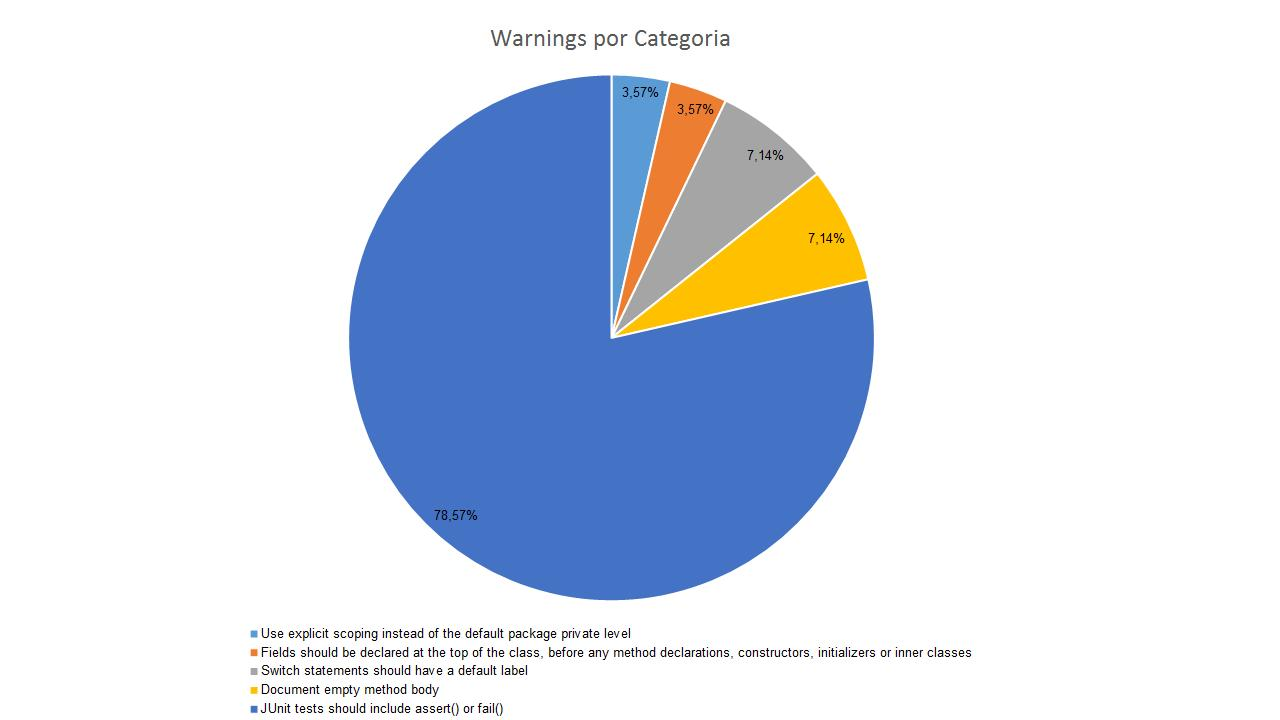 Warnings por Categoria
3,57%
3,57%
7,14%
7,14%
78,57%
Use explicit scoping instead of the default package private level
Fields should be declared at the top of the class, before any method declarations, constructors, initializers or inner classes
Switch statements should have a default label
Document empty method body
JUnit tests should include assert() or fail()